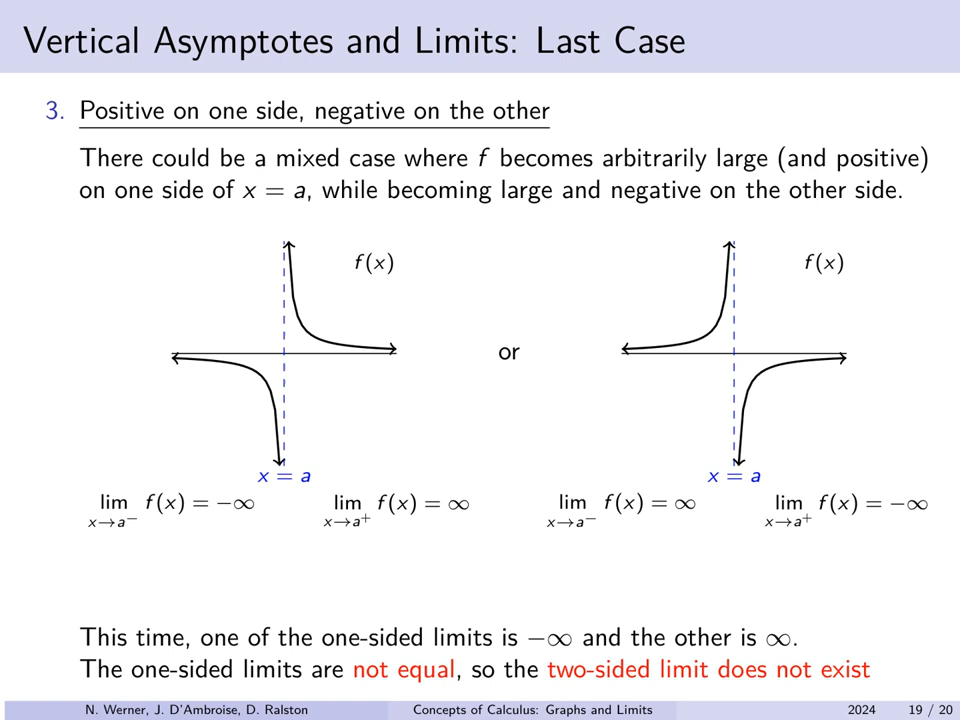 Vertical Asymptotes and Limits: Last Case
3. Positive on one side, negative on the other
There could be a mixed case where f becomes arbitrarily large (and positive)
on one side of x = a, while becoming large and negative on the other side.
f(x)
f(x)
or
x = a
x = a
lim x→a⁻ f(x) = −∞ lim x→a⁺ f(x) = ∞ lim x→a⁻ f(x) = ∞ lim x→a⁺ f(x) = −∞
This time, one of the one-sided limits is −∞ and the other is ∞.
The one-sided limits are not equal, so the two-sided limit does not exist
N. Werner, J. D'Ambroise, D. Ralston Concepts of Calculus: Graphs and Limits 2024 19 / 20